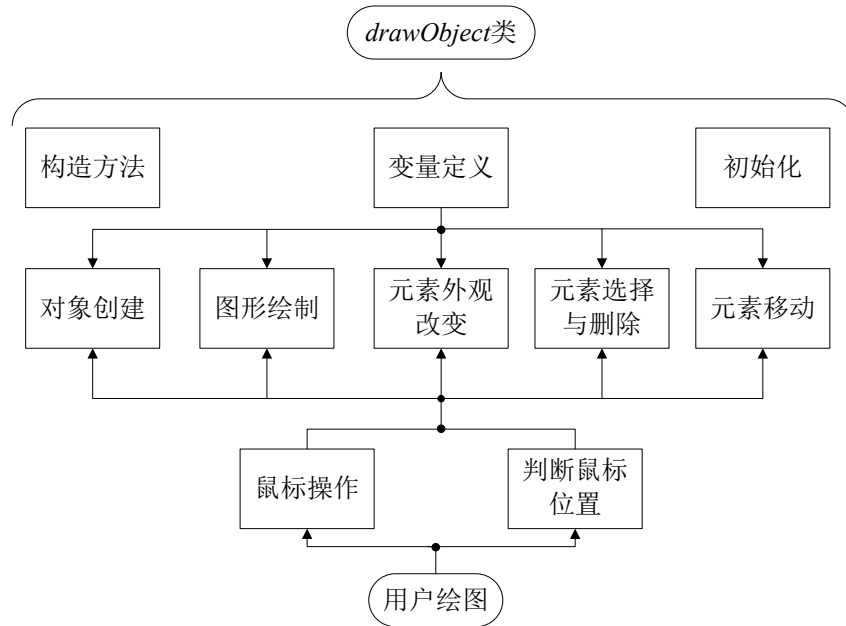 drawObject类
构造方法
变量定义
初始化
对象创建
图形绘制
元素外观
改变
元素选择
与删除
元素移动
鼠标操作
判断鼠标
位置
用户绘图